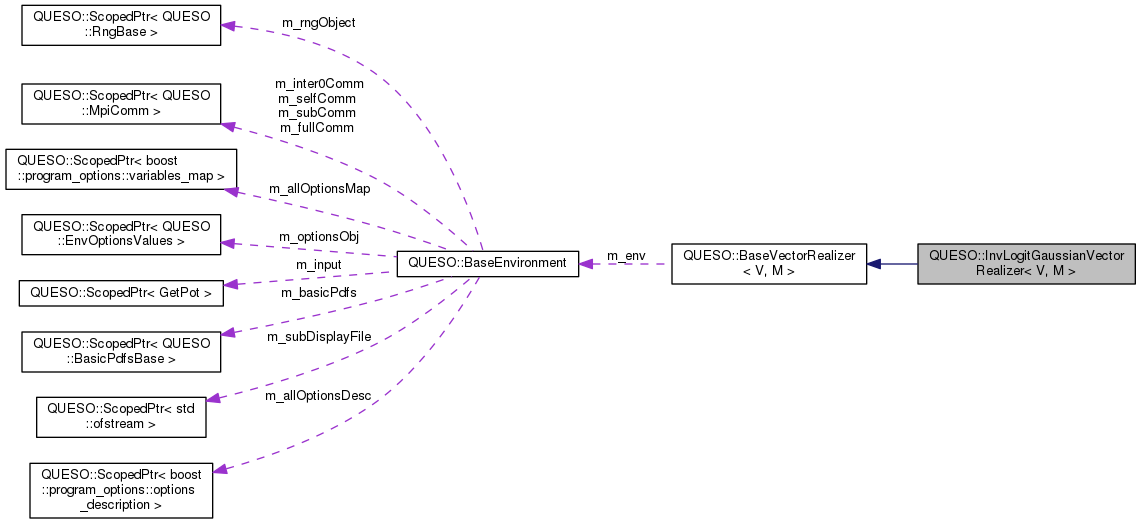 QUESO::ScopedPtr< QUESO
::RngBase >
m_rngObject
QUESO::ScopedPtr< QUESO
::MpiComm >
m_inter0Comm
m_selfComm
m_subComm
m_fullComm
QUESO::ScopedPtr< boost
::program_options::variables_map >
m_allOptionsMap
QUESO::ScopedPtr< QUESO
::EnvOptionsValues >
m_optionsObj
QUESO::ScopedPtr< GetPot >
m_input
QUESO::ScopedPtr< QUESO
::BasicPdfsBase >
m_basicPdfs
QUESO::ScopedPtr< std
::ofstream >
m_subDisplayFile
QUESO::ScopedPtr< boost
::program_options::options
_description >
m_allOptionsDesc
QUESO::BaseEnvironment
m_env
QUESO::BaseVectorRealizer
< V, M >
QUESO::InvLogitGaussianVector
Realizer< V, M >